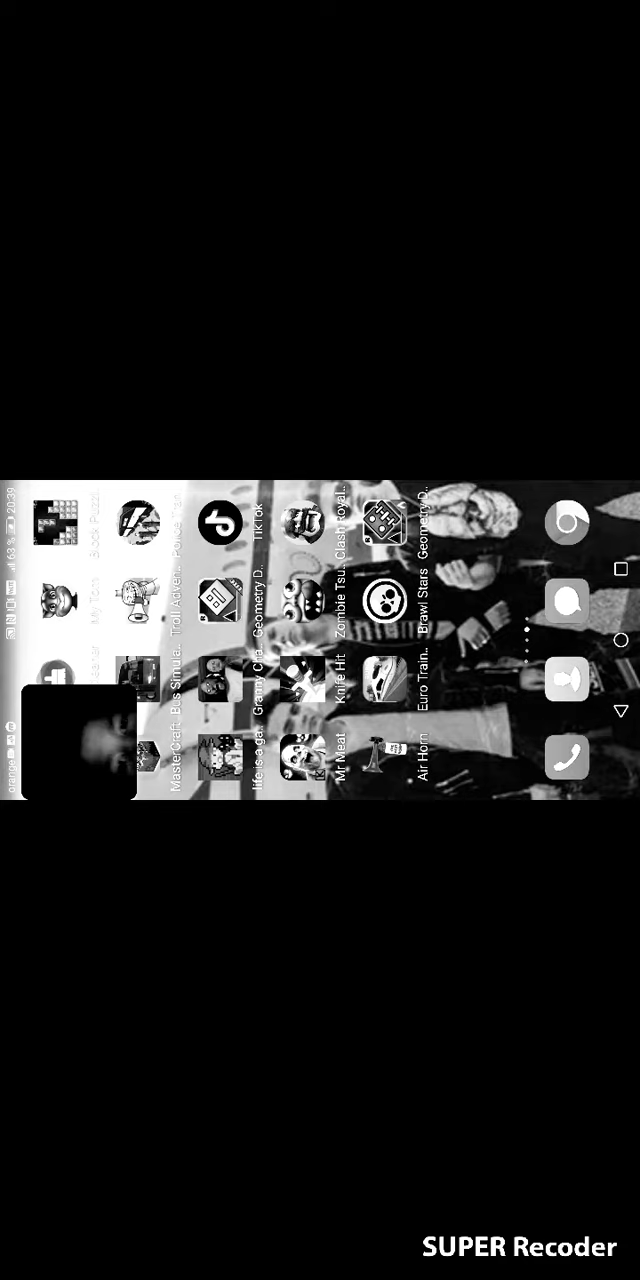 orange
63 % 20:39
My Tom Block Puzzl
MasterCraft.. Bus Simula.. Troll Adven.. Police Train
life is a ga.. Granny Cha.. Geometry D.. TikTok
Mr Meat Knife Hit Zombie Tsu.. Clash Royal..
Air Horn Euro Train.. Brawl Stars Geometry D..
SUPER Recoder